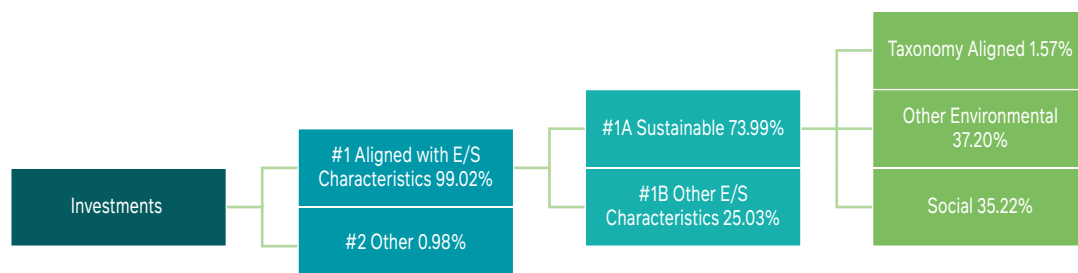 Investments
#1 Aligned with E/S
Characteristics 99.02%
#2 Other 0.98%
#1A Sustainable 73.99%
#1B Other E/S
Characteristics 25.03%
Taxonomy Aligned 1.57%
Other Environmental
37.20%
Social 35.22%